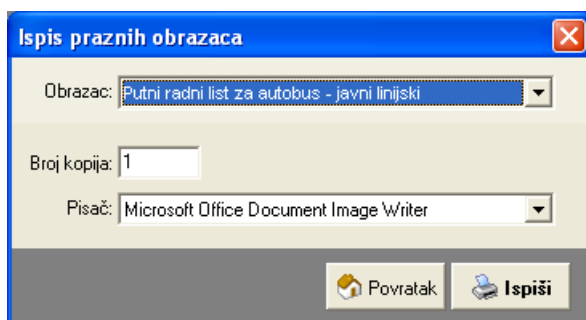 Ispis praznih obrazaca
Obrazac: Putni radni list za autobus - javni linijski
Broj kopija: 1
Pisač: Microsoft Office Document Image Writer
Povratak Ispiši